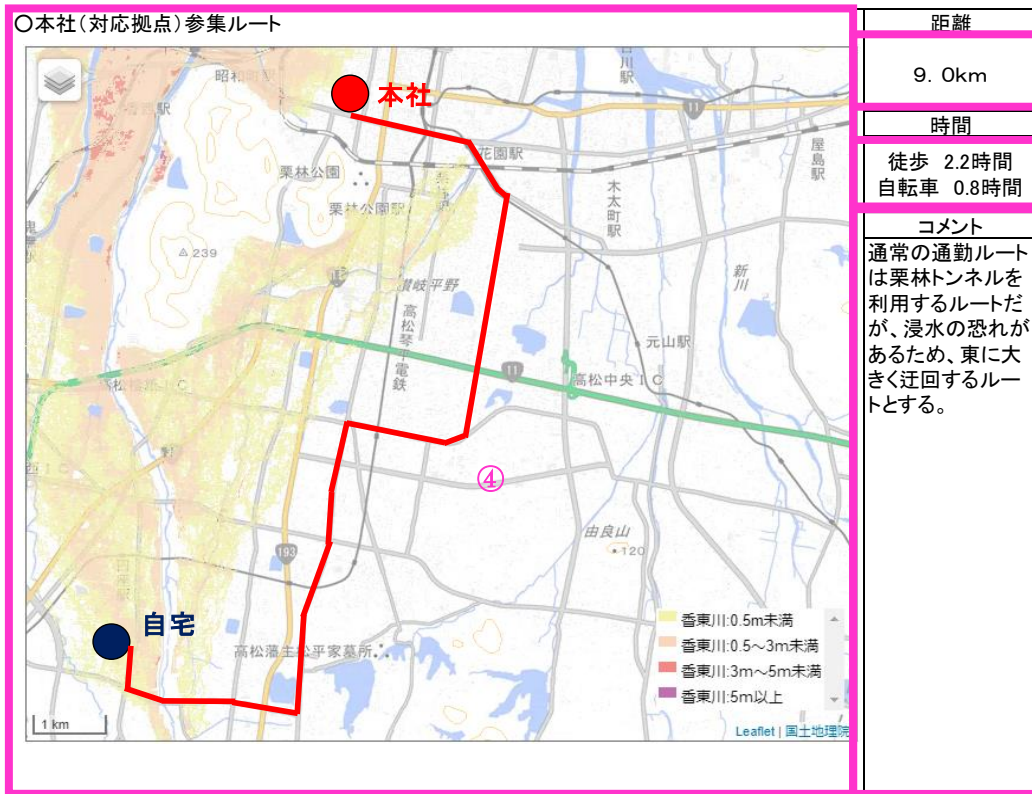 〇本社(対応拠点)参集ルート
昭和町駅
本社
花園駅
栗林公園
栗林公園駅
木太町駅
屋島駅
11
239
讃岐平野
高松琴平電鉄
新川
元山駅
11
高松中央IC
④
由良山
120
193
自宅
高松藩主松平家墓所
香東川:0.5m未満
香東川:0.5~3m未満
香東川:3m~5m未満
香東川:5m以上
1 km
Leaflet | 国土地理院
距離
9.0km
時間
徒歩 2.2時間
自転車 0.8時間
コメント
通常の通勤ルート
は栗林トンネルを
利用するルートだ
が、浸水の恐れが
あるため、東に大
きく迂回するルー
トとする。